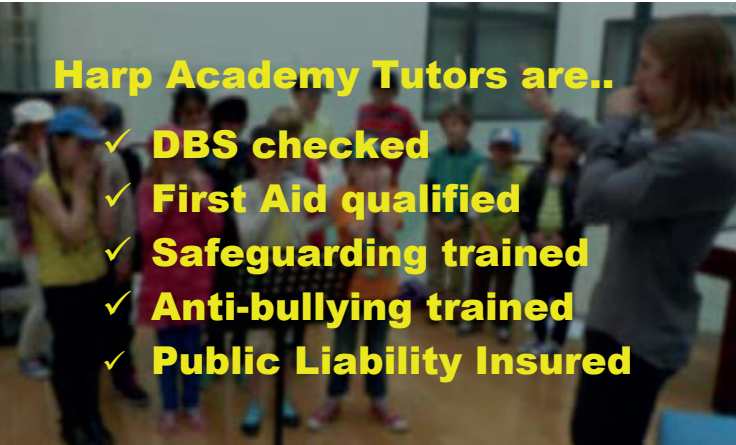 Harp Academy Tutors are..
✓ DBS checked
✓ First Aid qualified
✓ Safeguarding trained
✓ Anti-bullying trained
✓ Public Liability Insured